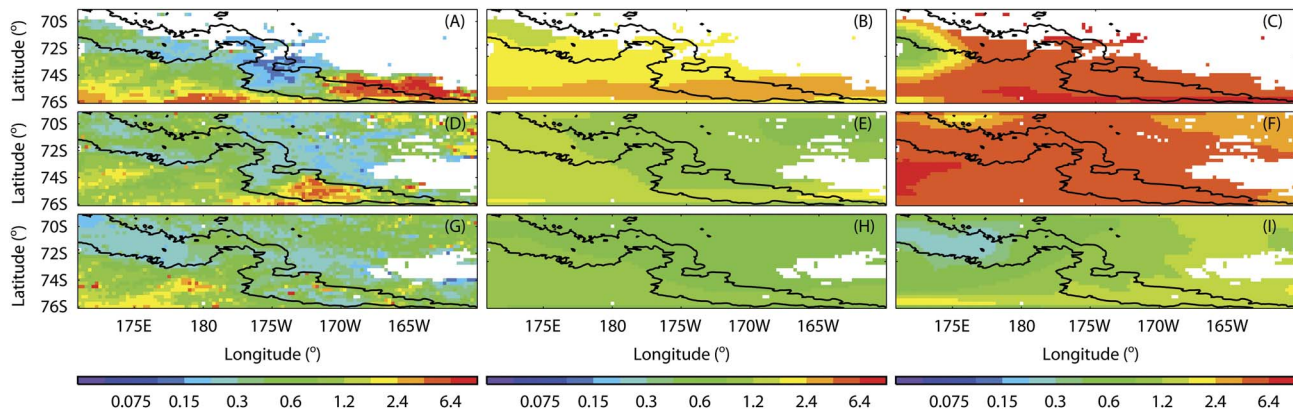 70S (A) (B) (C)
72S
74S
76S
Latitude (º)
70S (D) (E) (F)
72S
74S
76S
Latitude (º)
70S (G) (H) (I)
72S
74S
76S
Latitude (º)
175E 180 175W 170W 165W 175E 180 175W 170W 165W 175E 180 175W 170W 165W
Longitude (º) Longitude (º) Longitude (º)
0.075 0.15 0.3 0.6 1.2 2.4 6.4 0.075 0.15 0.3 0.6 1.2 2.4 6.4 0.075 0.15 0.3 0.6 1.2 2.4 6.4